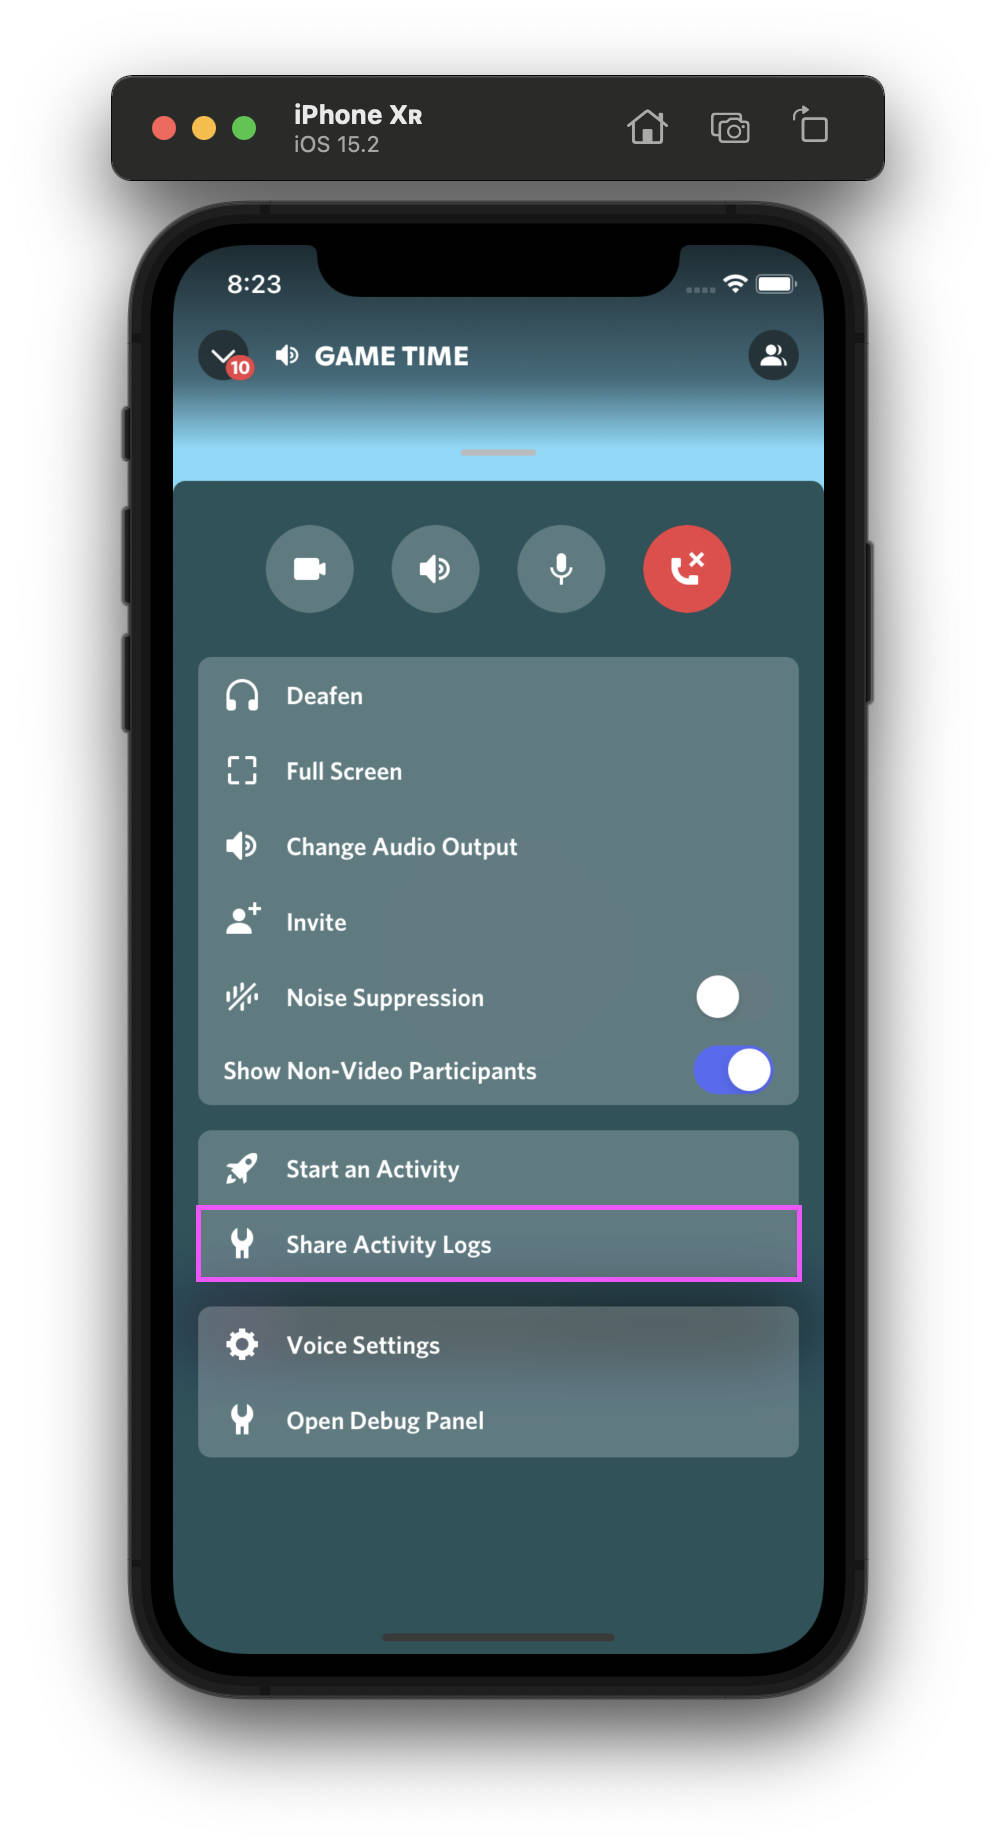 iPhone XR
iOS 15.2
8:23
10
GAME TIME
Deafen
Full Screen
Change Audio Output
Invite
Noise Suppression
Show Non-Video Participants
Start an Activity
Share Activity Logs
Voice Settings
Open Debug Panel